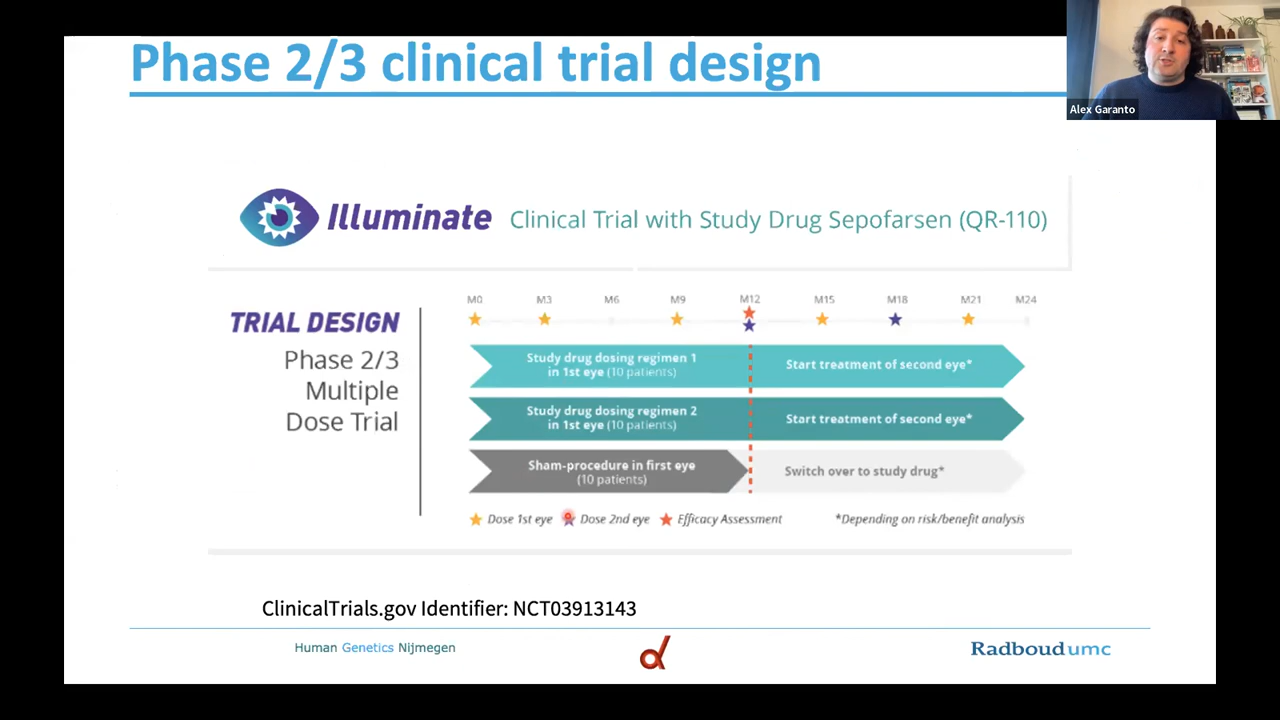 Phase 2/3 clinical trial design
Alex Garanto
Illuminate
Clinical Trial with Study Drug Sepofarsen (QR-110)
TRIAL DESIGN
Phase 2/3
Multiple
Dose Trial
M0 M3 M6 M9 M12 M15 M18 M21 M24
Study drug dosing regimen 1
in 1st eye (10 patients)
Start treatment of second eye*
Study drug dosing regimen 2
in 1st eye (10 patients)
Start treatment of second eye*
Sham-procedure in first eye
(10 patients)
Switch over to study drug*
Dose 1st eye Dose 2nd eye Efficacy Assessment *Depending on risk/benefit analysis
ClinicalTrials.gov Identifier: NCT03913143
Human Genetics Nijmegen
Radboudumc